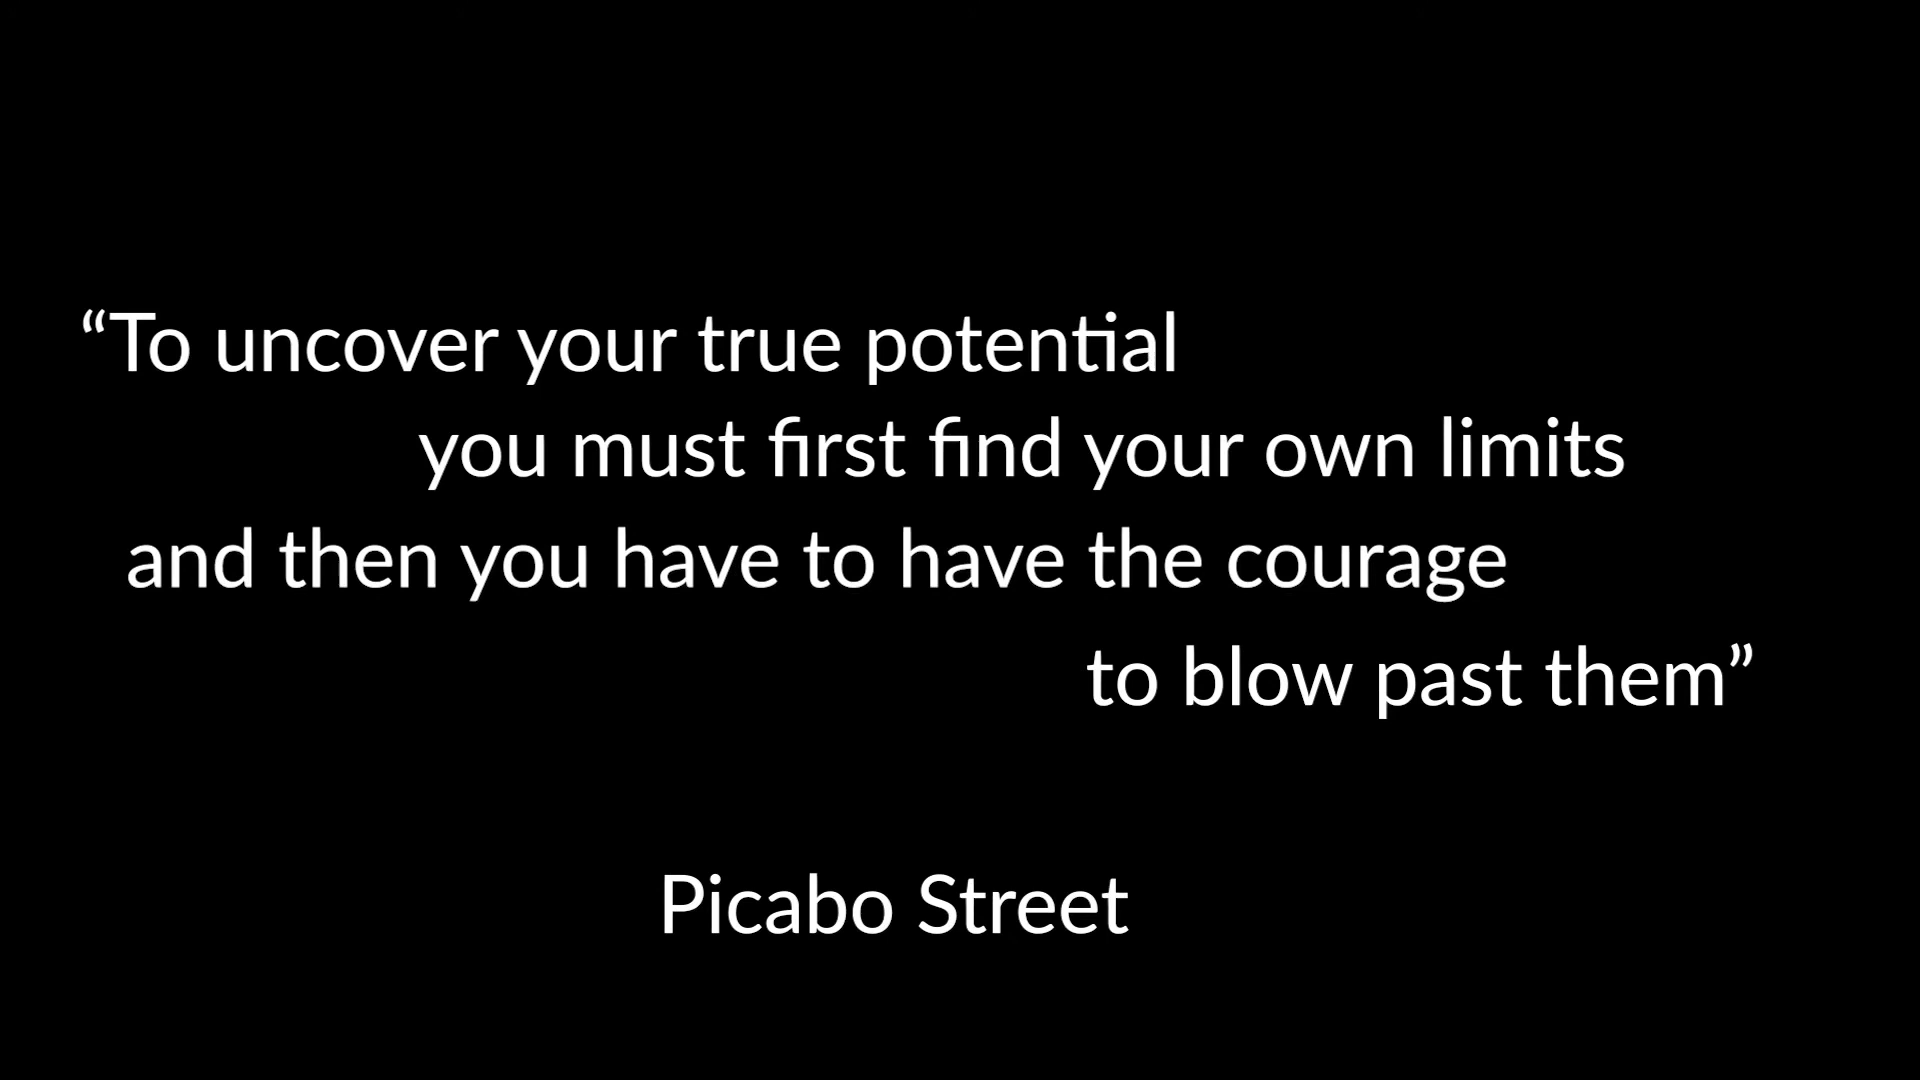 “To uncover your true potential
you must first find your own limits
and then you have to have the courage
to blow past them”
Picabo Street